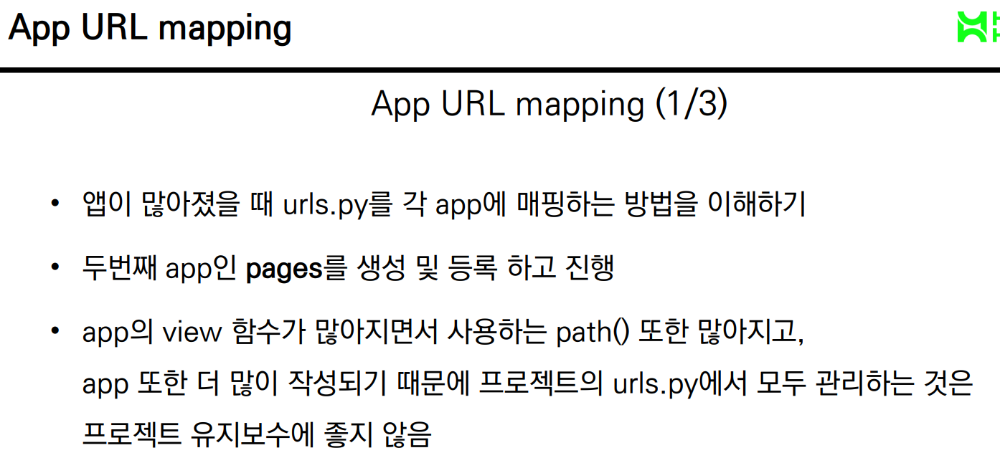 App URL mapping
App URL mapping (1/3)
• 앱이 많아졌을 때 urls.py를 각 app에 매핑하는 방법을 이해하기
• 두번째 app인 pages를 생성 및 등록 하고 진행
• app의 view 함수가 많아지면서 사용하는 path() 또한 많아지고,
app 또한 더 많이 작성되기 때문에 프로젝트의 urls.py에서 모두 관리하는 것은
프로젝트 유지보수에 좋지 않음